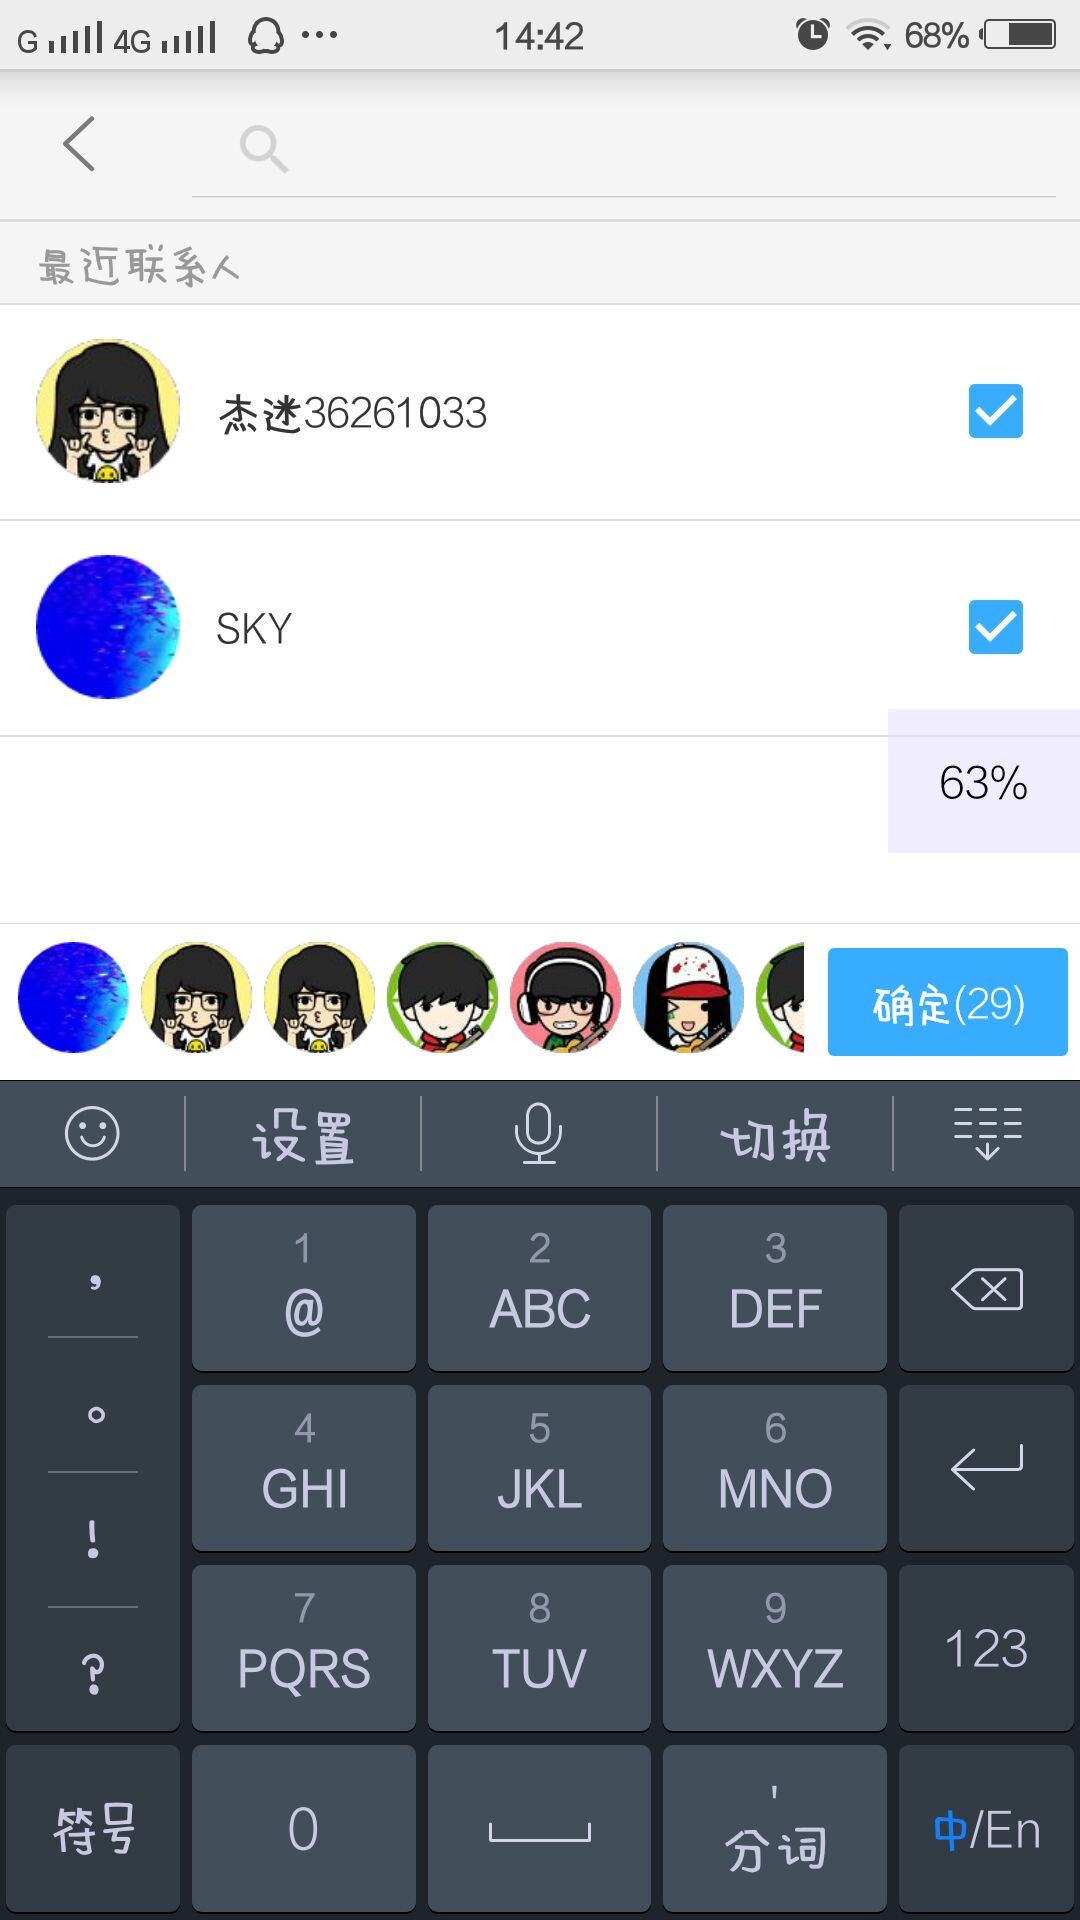 G 4G 14:42 68%
最近联系人
杰迷36261033
SKY
63%
确定(29)
设置 切换
, 1 2 3
@ ABC DEF
。 4 5 6
GHI JKL MNO
! 7 8 9
? PQRS TUV WXYZ 123
符号 0 ' 分词 中/En